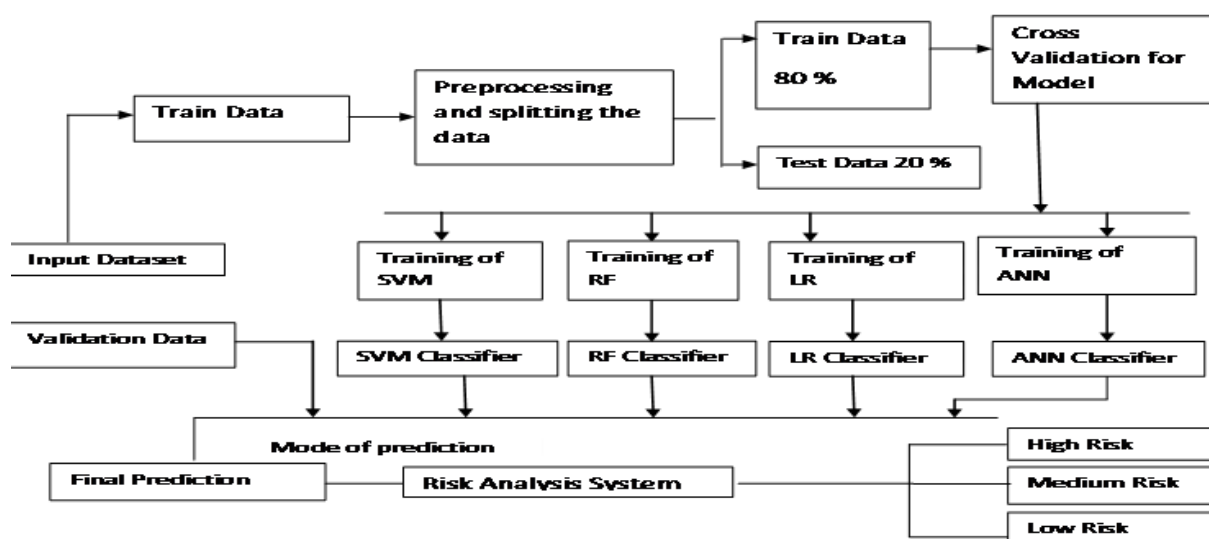 Train Data
80 %
Cross
Validation for
Model
Train Data
Preprocessing
and splitting the
data
Test Data 20 %
Input Dataset
Training of
SVM
Training of
RF
Training of
LR
Training of
ANN
Validation Data
SVM Classifier
RF Classifier
LR Classifier
ANN Classifier
Mode of prediction
Final Prediction
Risk Analysis System
High Risk
Medium Risk
Low Risk